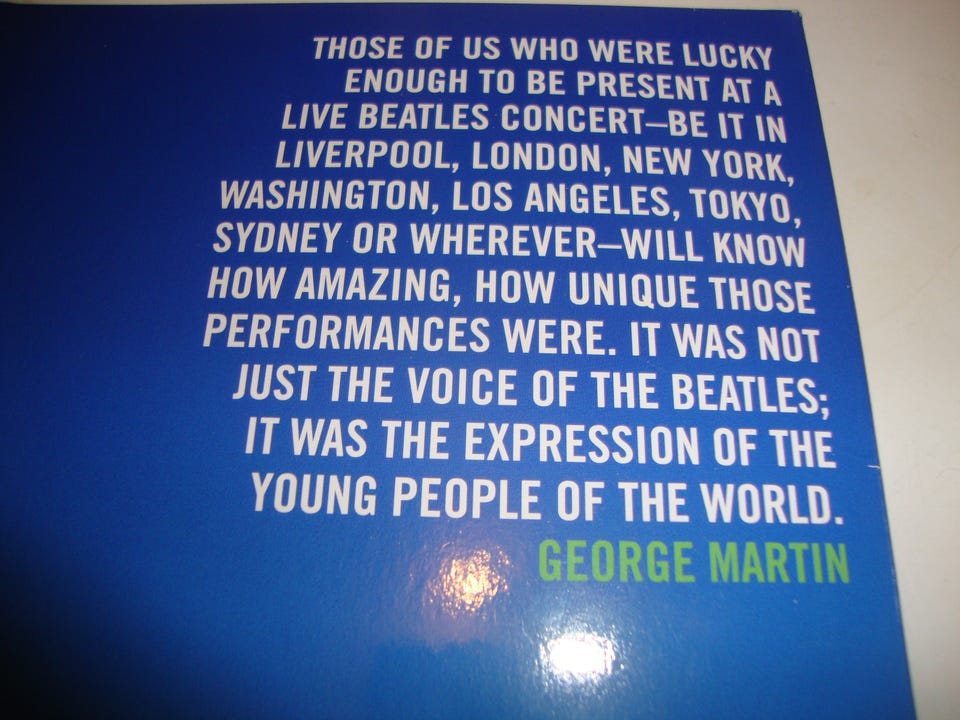 THOSE OF US WHO WERE LUCKY
ENOUGH TO BE PRESENT AT A
LIVE BEATLES CONCERT—BE IT IN
LIVERPOOL, LONDON, NEW YORK,
WASHINGTON, LOS ANGELES, TOKYO,
SYDNEY OR WHEREVER—WILL KNOW
HOW AMAZING, HOW UNIQUE THOSE
PERFORMANCES WERE. IT WAS NOT
JUST THE VOICE OF THE BEATLES;
IT WAS THE EXPRESSION OF THE
YOUNG PEOPLE OF THE WORLD.
GEORGE MARTIN